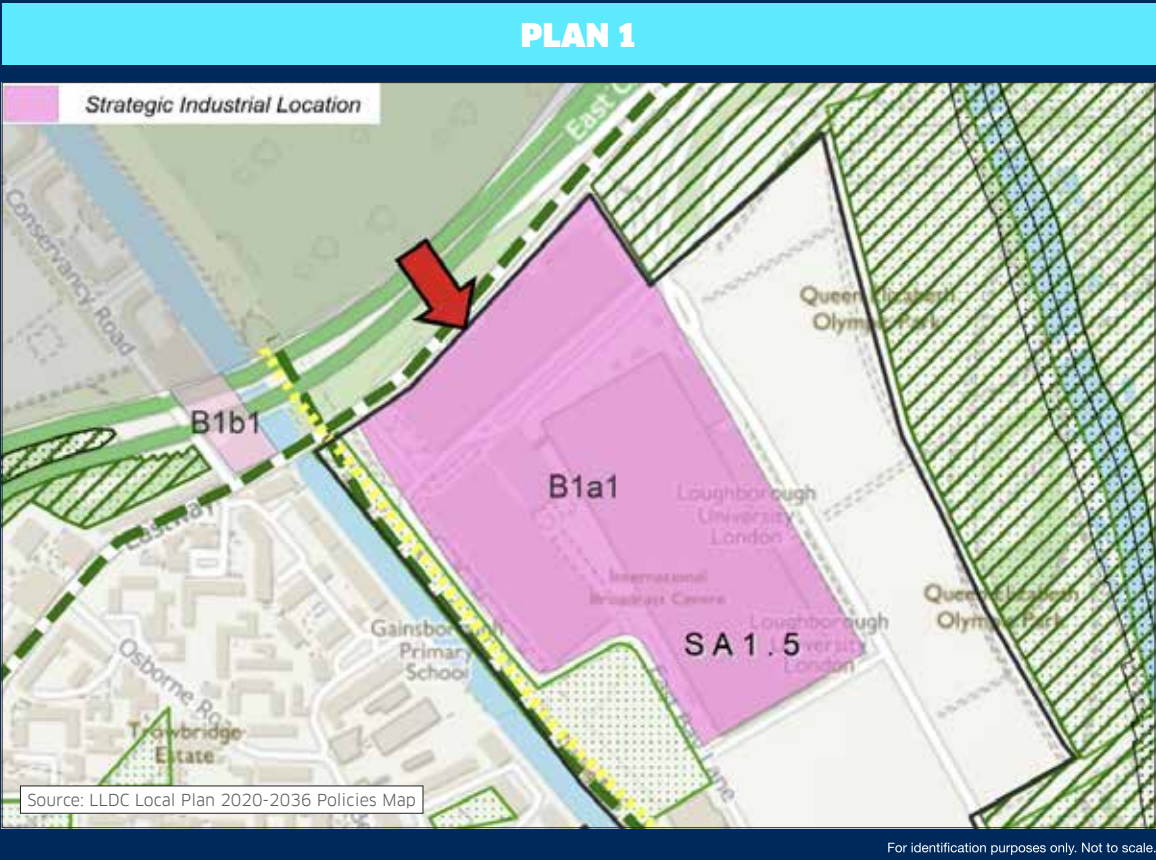 PLAN 1
Strategic Industrial Location
East C
Conservancy Road
Queen Elizabeth
Olympic Park
B1b1
B1a1
Loughborough
University
London
Eastway
International
Broadcast Centre
Queen Elizabeth
Olympic Park
Gainsborough
Primary
School
SA1.5
Loughborough
University
London
Osborne Road
Trowbridge
Estate
Lane
Source: LLDC Local Plan 2020-2036 Policies Map
For identification purposes only. Not to scale.